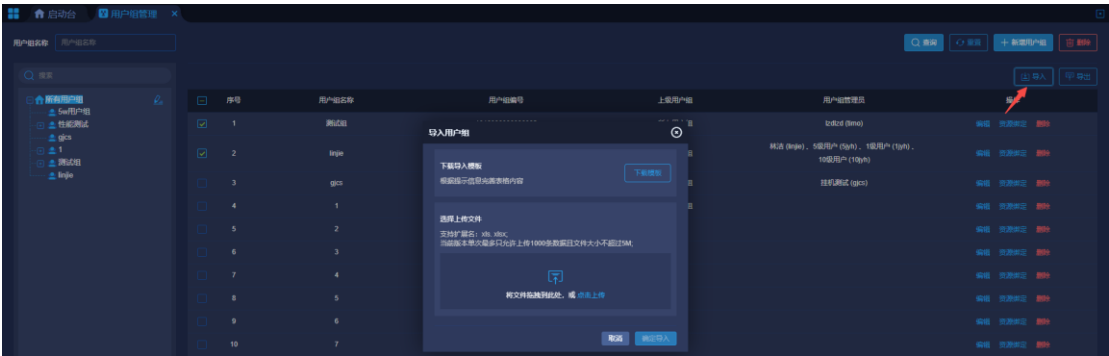 启动台 用户组管理 ×
用户组名称 用户组名称 查询 重置 + 新增用户组 删除
搜索 导入 导出
所有用户组
5w用户组
性能测试
gjcs
1
测试组
linjie
序号 用户组名称 用户组编号 上级用户组 用户组管理员
1 测试组 lzdlzd (limo) 编辑 资源绑定 删除
2 linjie 林洁 (linjie) 、5级用户 (5jyh) 、1级用户 (1jyh) 、
10级用户 (10jyh) 编辑 资源绑定 删除
3 gjcs 挂机测试 (gjcs) 编辑 资源绑定 删除
4 1 编辑 资源绑定 删除
5 2 编辑 资源绑定 删除
6 3 编辑 资源绑定 删除
7 4 编辑 资源绑定 删除
8 5 编辑 资源绑定 删除
9 6 编辑 资源绑定 删除
10 7 编辑 资源绑定 删除
导入用户组
下载导入模板
根据提示信息完善表格内容
下载模板
选择上传文件
支持扩展名：xls. xlsx;
当前版本单次最多只允许上传1000条数据且文件大小不超过5M;
将文件拖拽到此处，或 点击上传
取消 确定导入